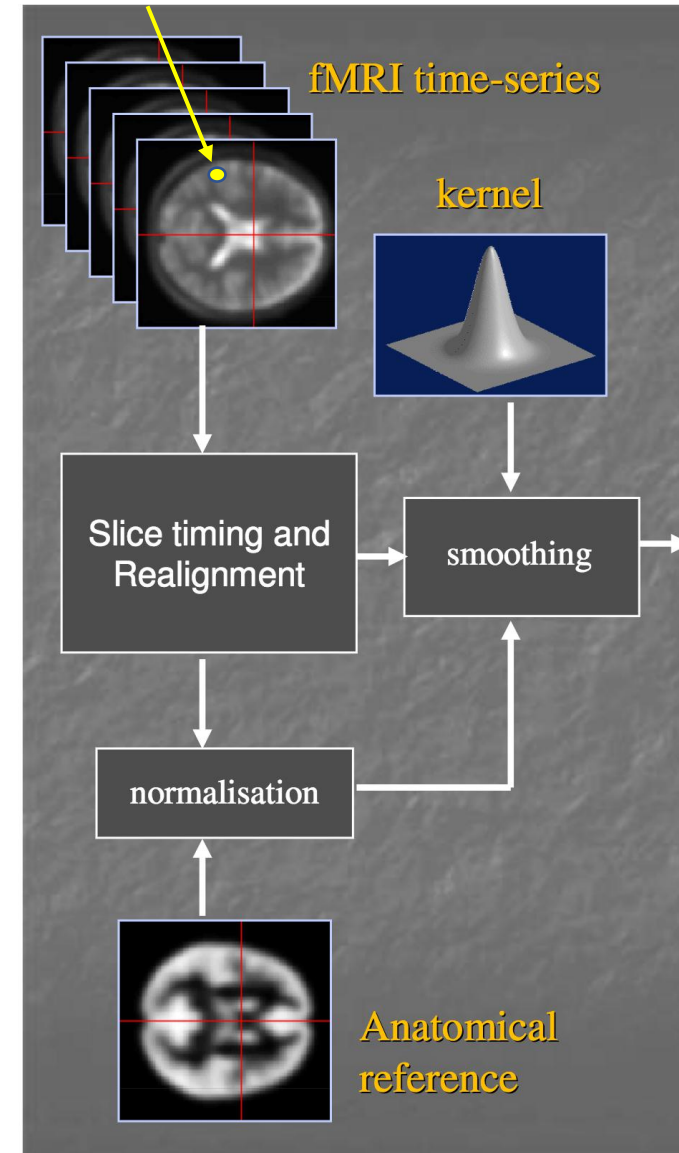 fMRI time-series
kernel
Slice timing and
Realignment
smoothing
normalisation
Anatomical
reference